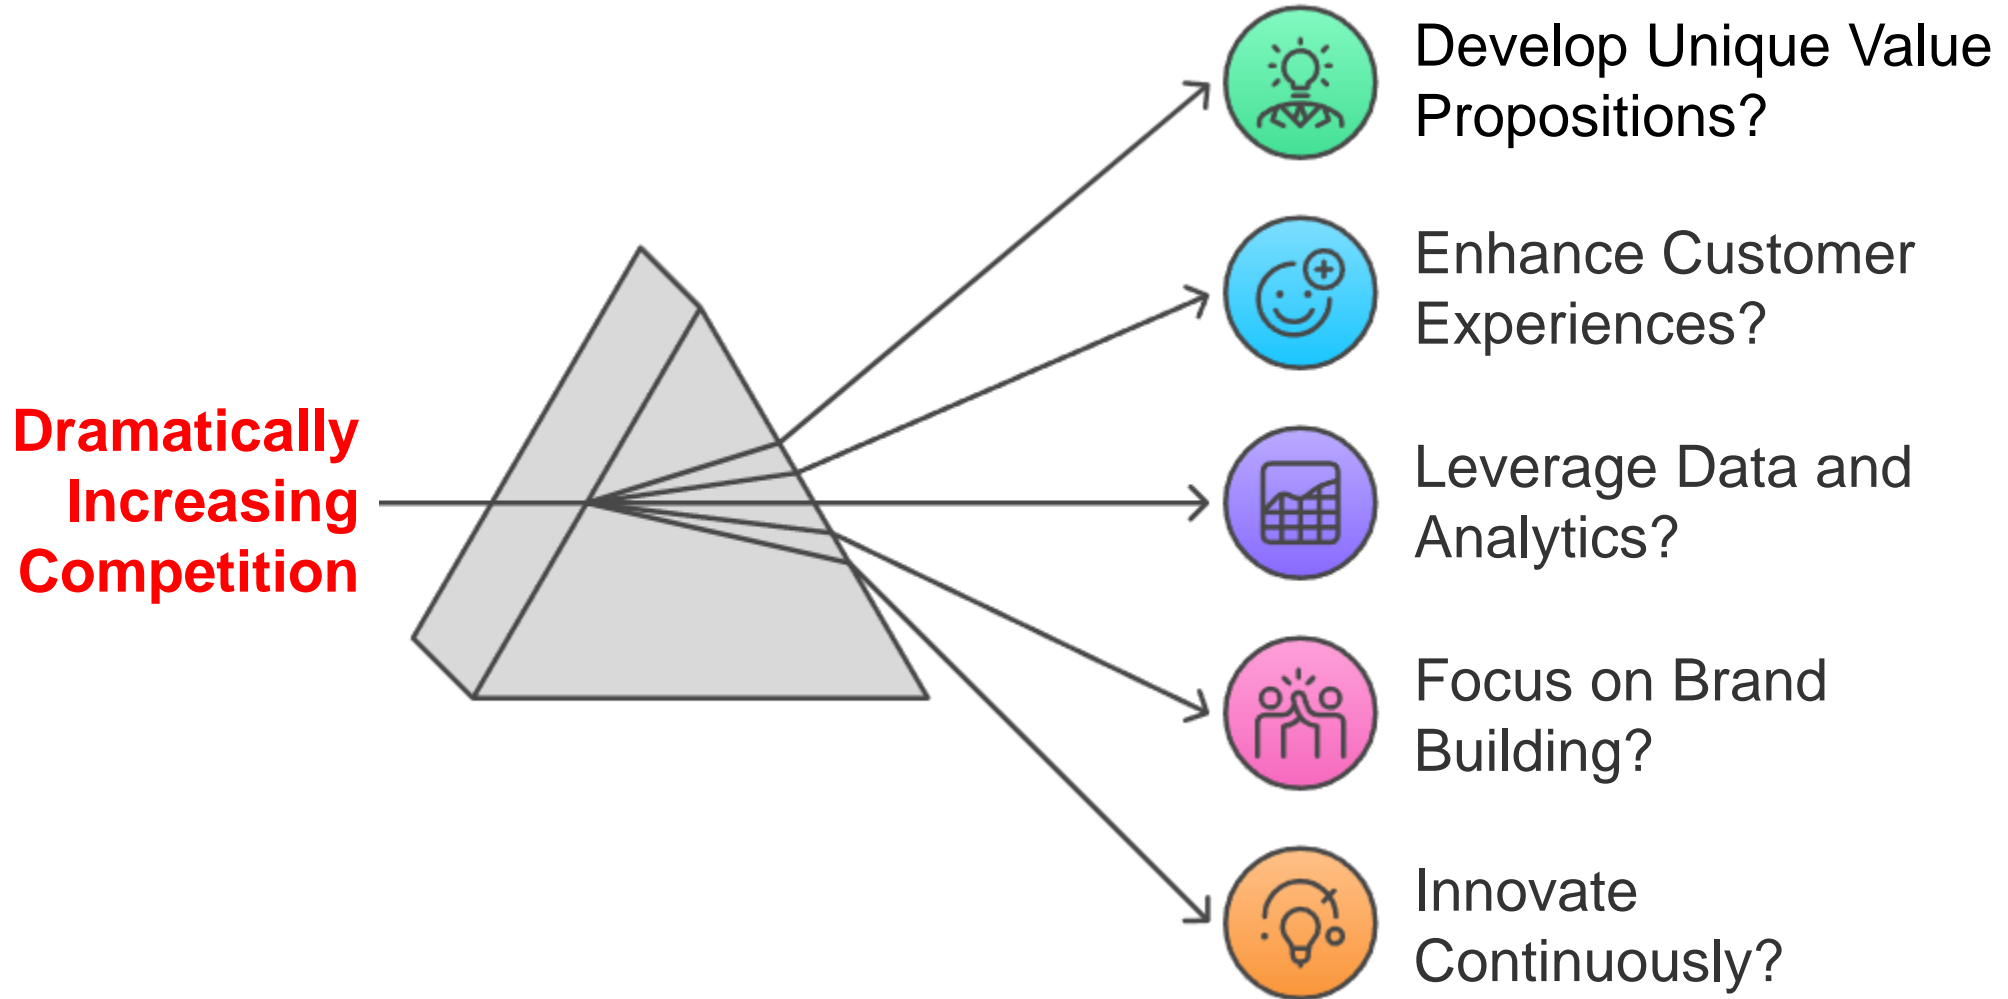 Dramatically
Increasing
Competition
Develop Unique Value
Propositions?
Enhance Customer
Experiences?
Leverage Data and
Analytics?
Focus on Brand
Building?
Innovate
Continuously?